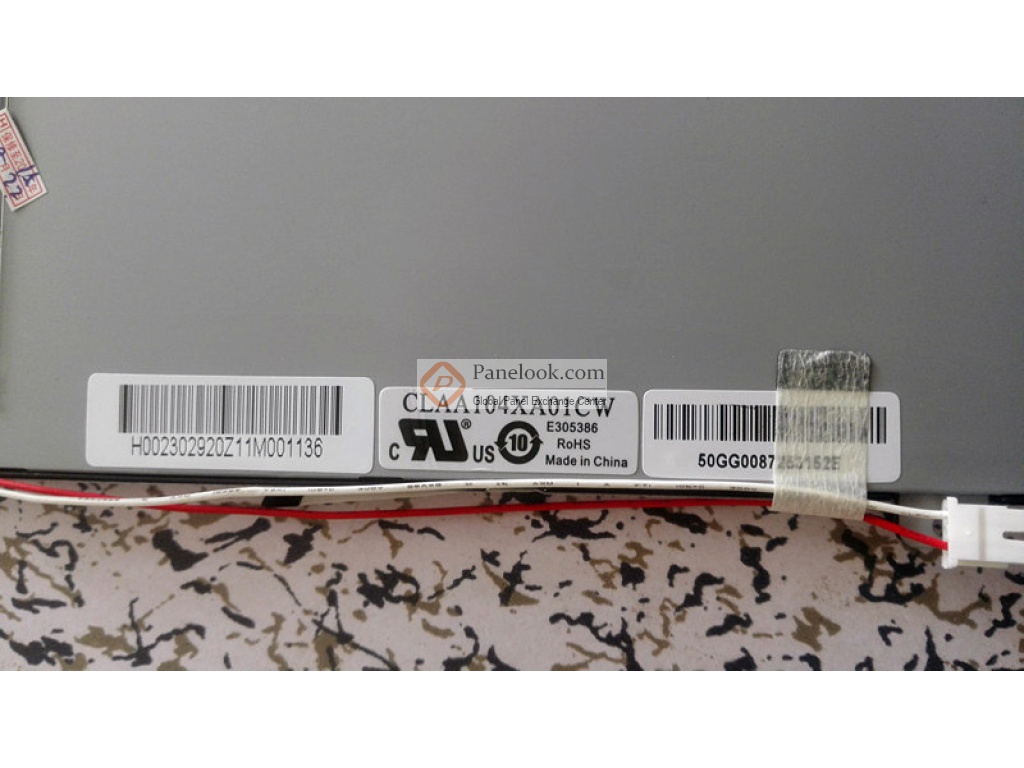 Panelook.com
Global Panel Exchange Center
CLAA104XA01CW
H002302920Z11M001136
C US 10
E305386
RoHS
Made in China